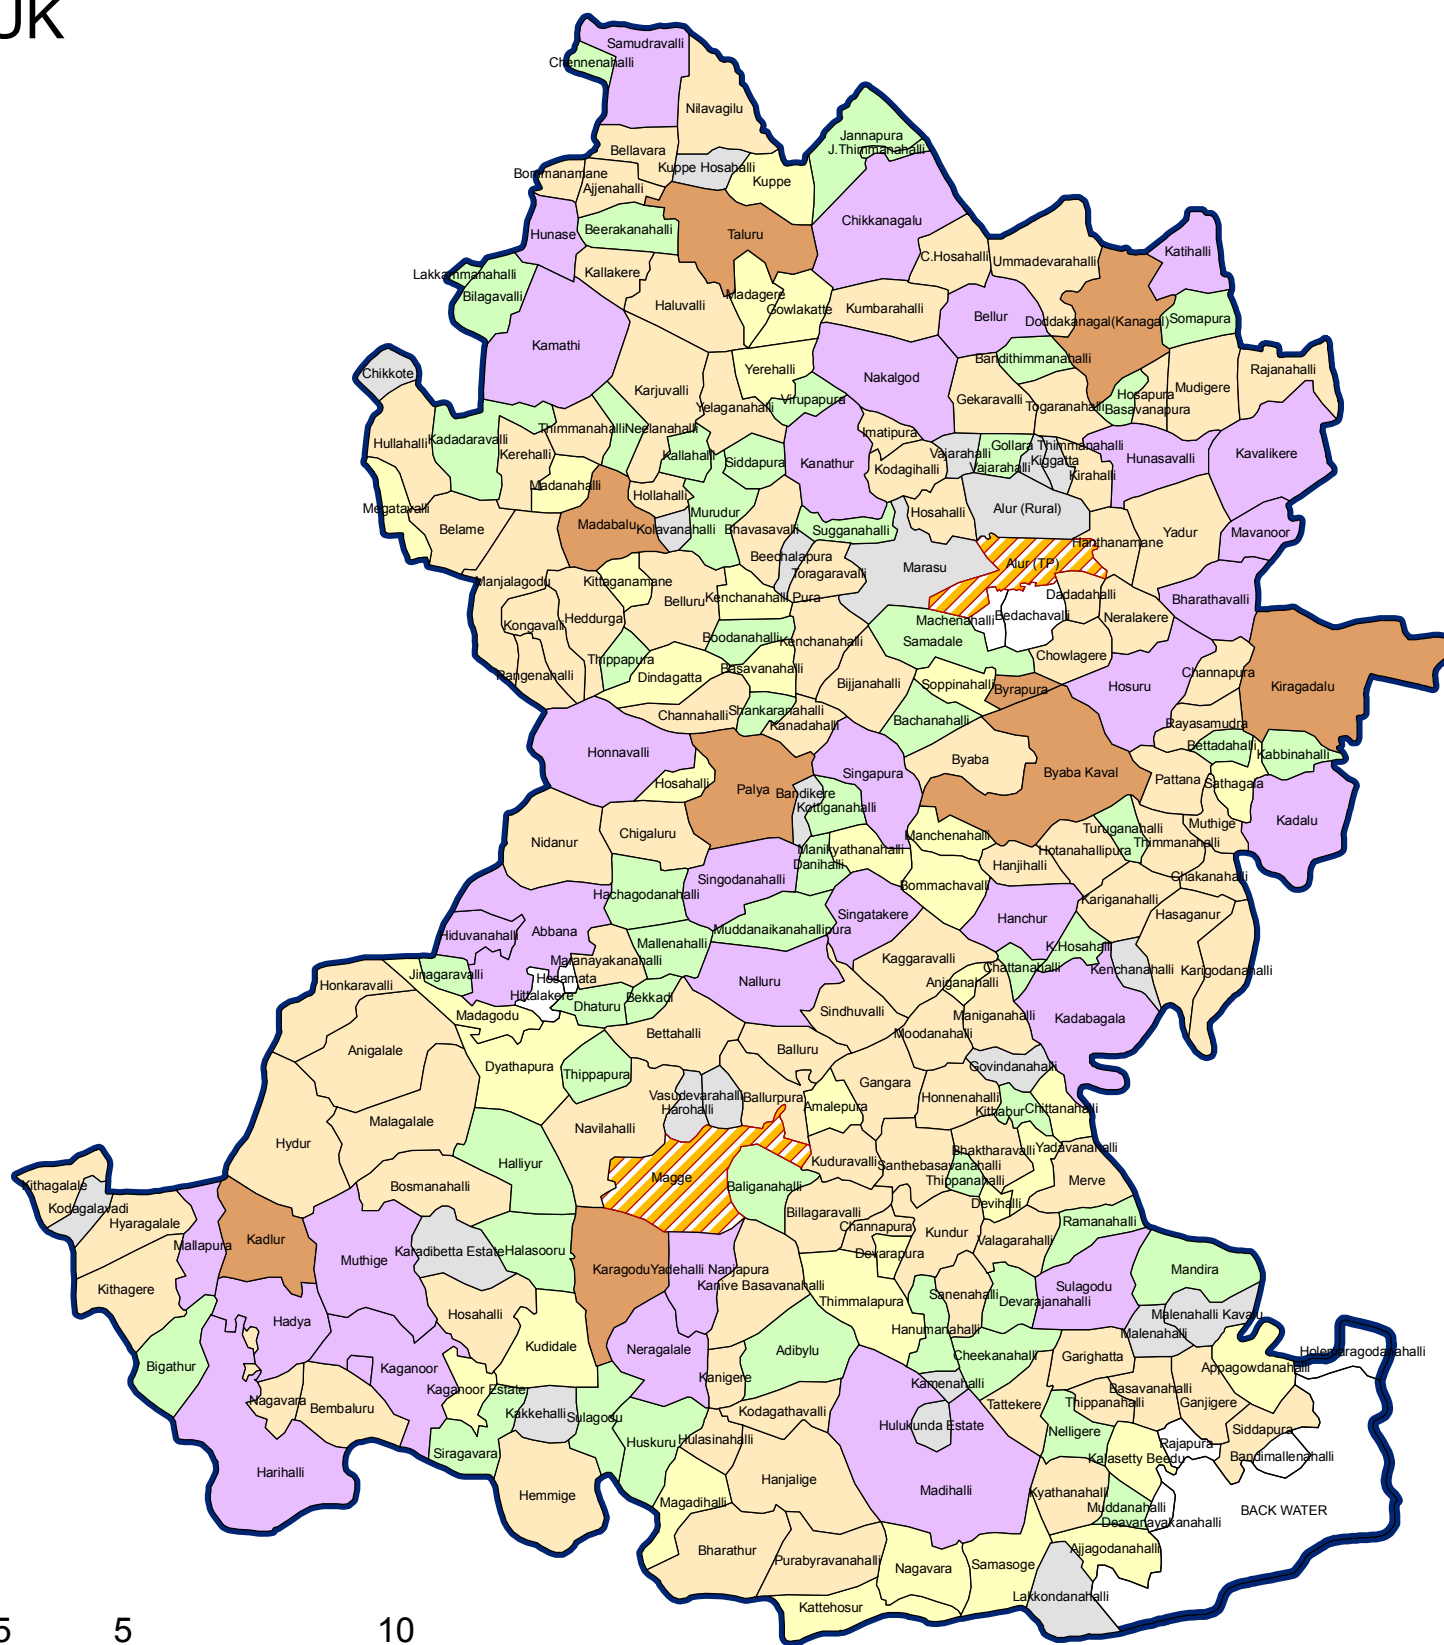 UK
Samudravalli
Chennenahalli
Nilavagilu
Jannapura
J.Thimmanahalli
Bellavara
Kuppe Hosahalli
Bommanamane
Ajjenahalli
Kuppe
Chikkanagalu
Hunase
Beerakanahalli
Taluru
C.Hosahalli
Ummadevarahalli
Katihalli
Lakkammanahalli
Kallakere
Bilagavalli
Madagere
Haluvalli
Gowlakatte
Kumbarahalli
Bellur
Doddakanagal(Kanagal)
Somapura
Kamathi
Bandithimmanahalli
Chikkote
Yerehalli
Nakalgod
Rajanahalli
Karjuvalli
Mudigere
Hosapura
Virupapura
Gekaravalli
Yelaganahalli
Togaranahalli
Basavanapura
Thimmanahalli
Neelanahalli
Imatipura
Hullahalli
Kadadaravalli
Kerehalli
Kallahalli
Siddapura
Kanathur
Kodagihalli
Vajarahalli
Gollara
Vajarahalli
Thimmanahalli
Kiggatta
Kirahalli
Hunasavalli
Kavalikere
Madanahalli
Hollahalli
Megatavalli
Murudur
Hosahalli
Alur (Rural)
Belame
Madabalu
Kolavanahalli
Bhavasavalli
Sugganahalli
Yadur
Mavanoor
Hanthanamane
Beechalapura
Toragaravalli
Marasu
Alur (TP)
Manjalagodu
Kittaganamane
Belluru
Kenchanahalli
Pura
Dadadahalli
Bharathavalli
Kongavalli
Heddurga
Machenahalli
Bedachavalli
Neralakere
Boodanahalli
Kenchanahalli
Samadale
Rangenahalli
Thippapura
Dindagatta
Basavanahalli
Bijjanahalli
Soppinahalli
Byrapura
Chowlagere
Hosuru
Channapura
Kiragadalu
Channahalli
Shankaranahalli
Kanadahalli
Bachanahalli
Rayasamudra
Honnavalli
Bettadahalli
Kabbinahalli
Byaba
Byaba Kaval
Hosahalli
Palya
Singapura
Bandikere
Kottiganahalli
Pattana
Sathagala
Nidanur
Chigaluru
Manchenahalli
Turuganahalli
Muthige
Kadalu
Thimmanahalli
Manikyathanahalli
Danihalli
Hanjihalli
Hotanahallipura
Singodanahalli
Bommachavalli
Ghakanahalli
Hachagodanahalli
Kariganahalli
Hiduvanahalli
Abbana
Muddanaikanahallipura
Singatakere
Hanchur
Hasaganur
Mallenahalli
K.Hosahalli
Maranayakanahalli
Jinagaravalli
Hosamata
Kaggaravalli
Chattanahalli
Kenchanahalli
Karigodanahalli
Honkaravalli
Hittalakere
Dhaturu
Bekkadi
Nalluru
Aniganahalli
Madagodu
Sindhuvalli
Maniganahalli
Kadabagala
Bettahalli
Moodanahalli
Anigalale
Balluru
Dyathapura
Thippapura
Govindanahalli
Gangara
Vasudevarahalli
Harohalli
Ballurpura
Amalepura
Honnenahalli
Kithabur
Chittanahalli
Malagalale
Navilahalli
Hydur
Bhaktharavalli
Yadavanahalli
Halliyur
Kuduravalli
Santhebasavanahalli
Thippanahalli
Merve
Kithagalale
Bosmanahalli
Magge
Baliganahalli
Kodagalavadi
Hyaragalale
Billagaravalli
Devihalli
Channapura
Kundur
Ramanahalli
Mallapura
Kadlur
Muthige
Karadibetta Estate
Halasooru
Devarapura
Valagarahalli
Karagodu
Yadehalli Nanjapura
Mandira
Kithagere
Kanive Basavanahalli
Thimmalapura
Sanenahalli
Devarajanahalli
Sulagodu
Hosahalli
Hadya
Hanumanahalli
Malenahalli Kavalu
Malenahalli
Kudidale
Neragalale
Adibylu
Cheekanahalli
Garighatta
Holemaragodanahalli
Bigathur
Kaganoor
Kanigere
Appagowdanahalli
Nagavara
Bembaluru
Kaganoor Estate
Kamenahalli
Basavanahalli
Thippanahalli
Ganjigere
Kakkehalli
Sulagodu
Kodagathavalli
Hulukunda Estate
Tattekere
Siddapura
Siragavara
Huskuru
Hulasinahalli
Nelligere
Rajapura
Kalasetty Beedu
Bandimallenahalli
Harihalli
Hanjalige
Madihalli
Kyathanahalli
Hemmige
Magadihalli
Muddanahalli
Deavanayakanahalli
BACK WATER
Bharathur
Purabyravanahalli
Nagavara
Samasoge
Ajjagodanahalli
Lakkondanahalli
Kattehosur
5 5 10